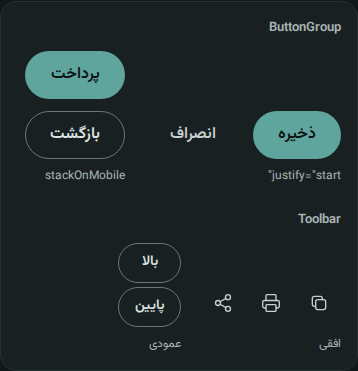 ButtonGroup
پرداخت
ذخیره
انصراف
بازگشت
justify="start"
stackOnMobile
Toolbar
بالا
پایین
افقی
عمودی